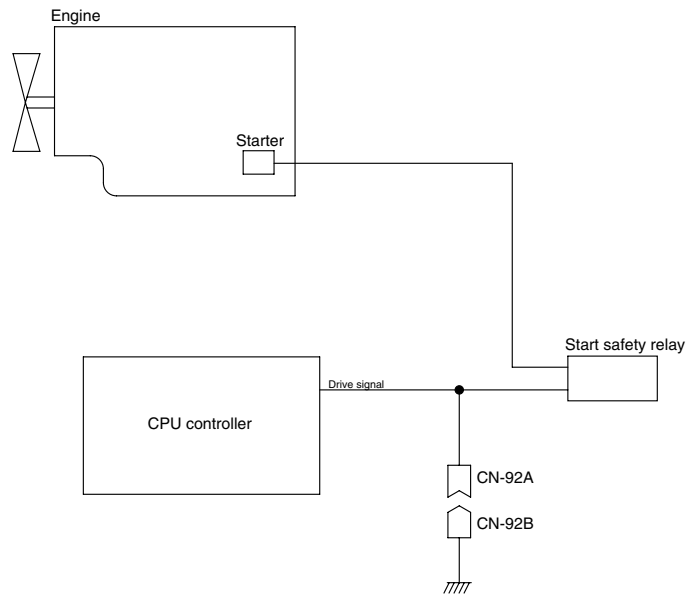 Engine
Starter
Start safety relay
Drive signal
CPU controller
CN-92A
CN-92B